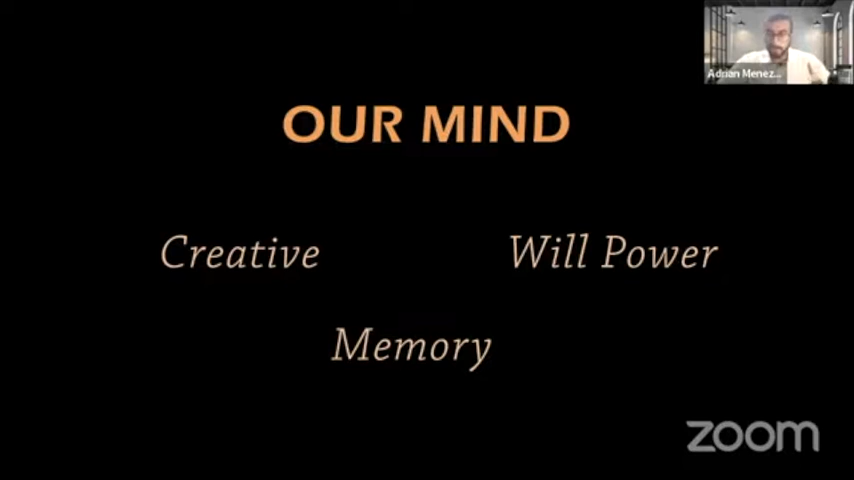 Adrian Menez...
OUR MIND
Creative
Will Power
Memory
zoom